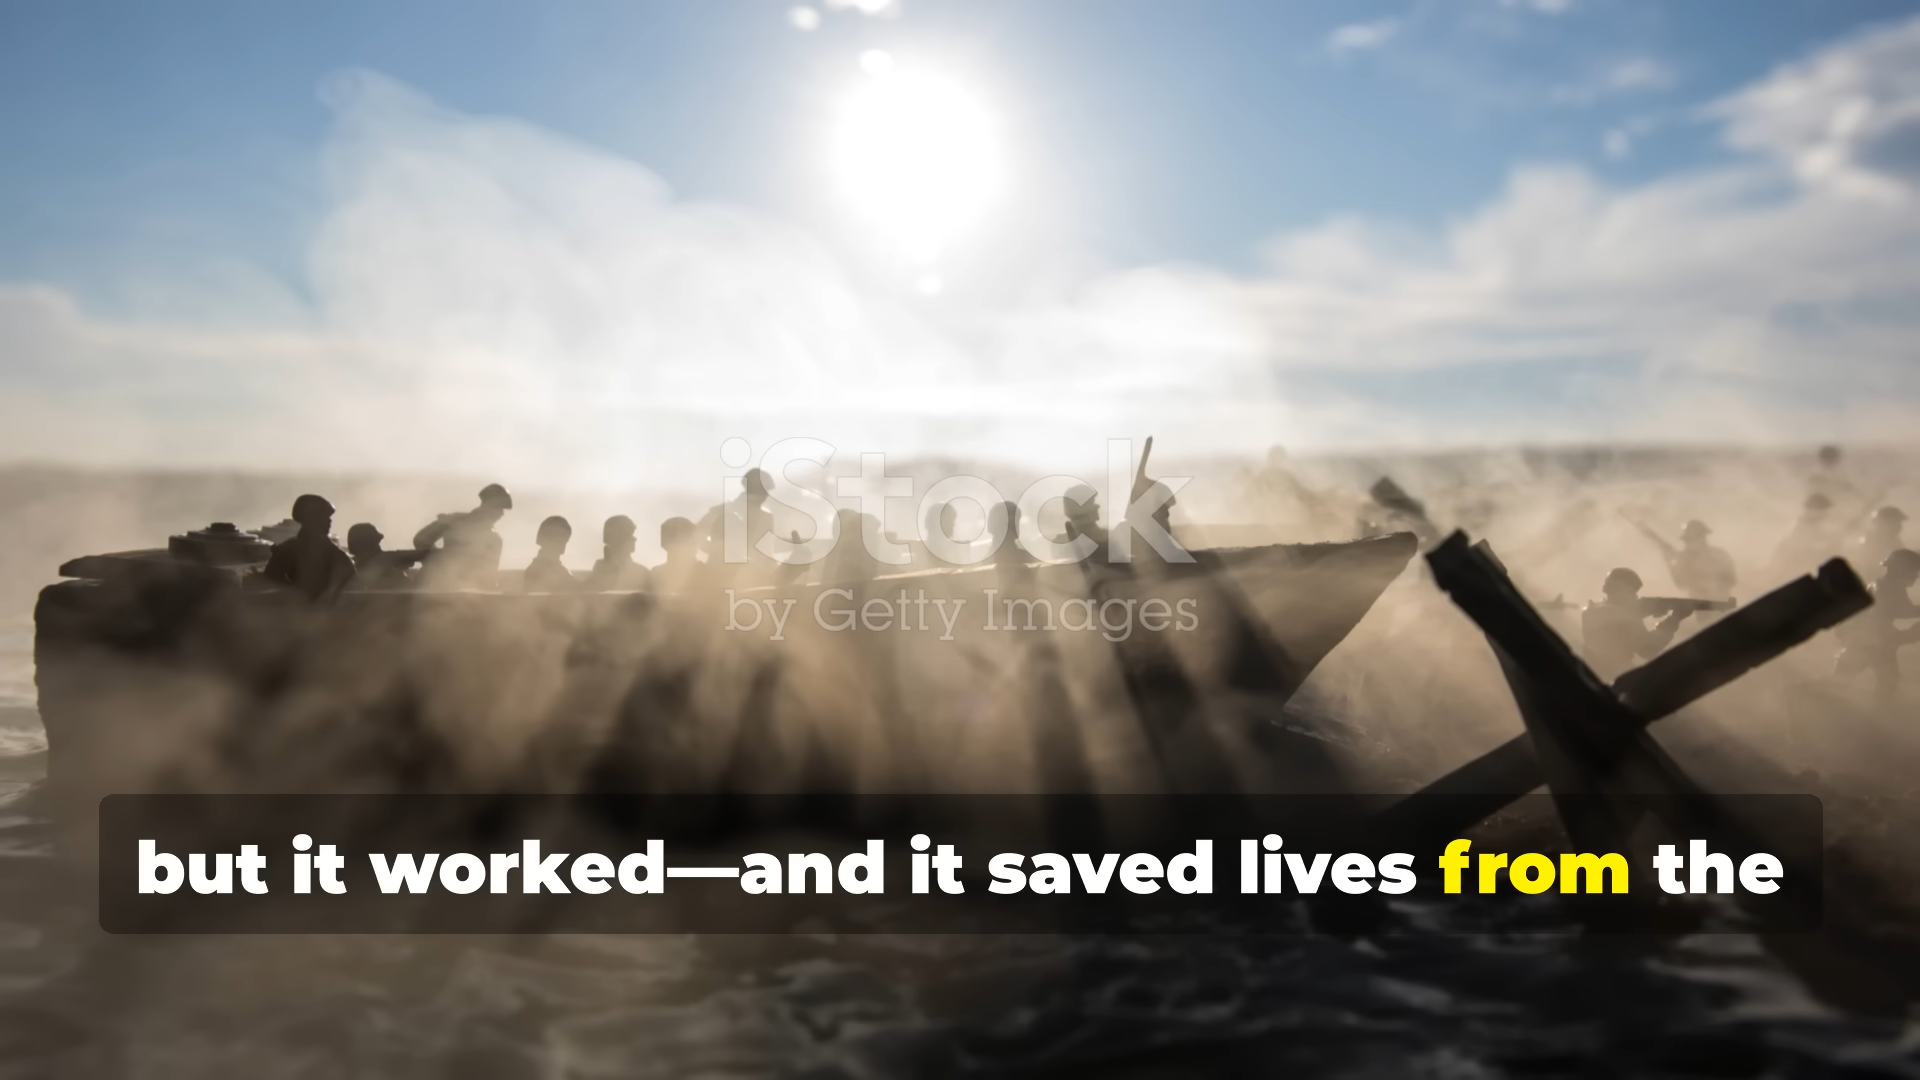 iStock
by Getty Images
but it worked—and it saved lives from the